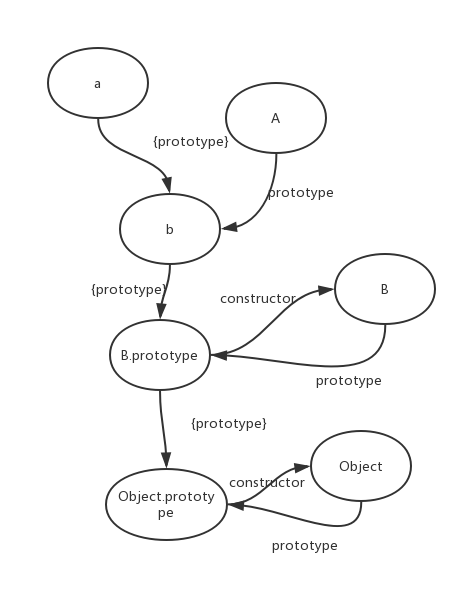 a
A
{prototype}
prototype
b
{prototype}
constructor
B
B.prototype
prototype
{prototype}
Object
constructor
Object.prototy
pe
prototype